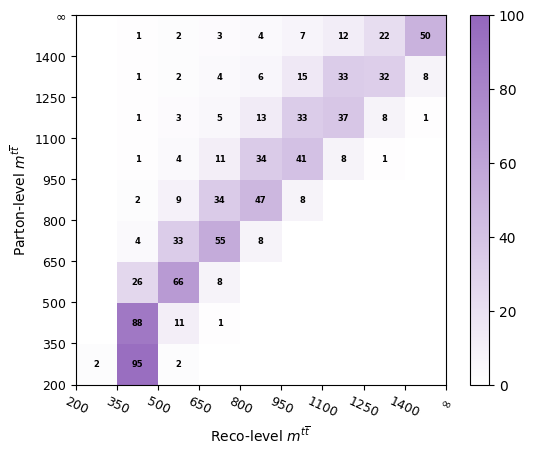 ∞ 1 2 3 4 7 12 22 50 100
1400
1 2 4 6 15 33 32 8
1250
1 3 5 13 33 37 8 1 80
1100
1 4 11 34 41 8 1
950 60
2 9 34 47 8
800
4 33 55 8 40
650
26 66 8
500
88 11 1 20
350
2 95 2
200 0
200 350 500 650 800 950 1100 1250 1400 ∞
Parton-level m^{tt̅}
Reco-level m^{tt̅}